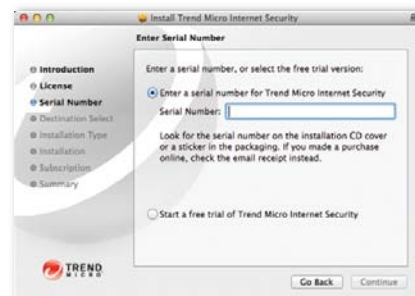 Install Trend Micro Internet Security
Enter Serial Number
Introduction
License
Serial Number
Destination Select
Installation Type
Installation
Subscription
Summary
Enter a serial number, or select the free trial version:
Enter a serial number for Trend Micro Internet Security
Serial Number:
Look for the serial number on the installation CD cover
or a sticker in the packaging. If you made a purchase
online, check the email receipt instead.
Start a free trial of Trend Micro Internet Security
TREND
MICRO
Go Back
Continue